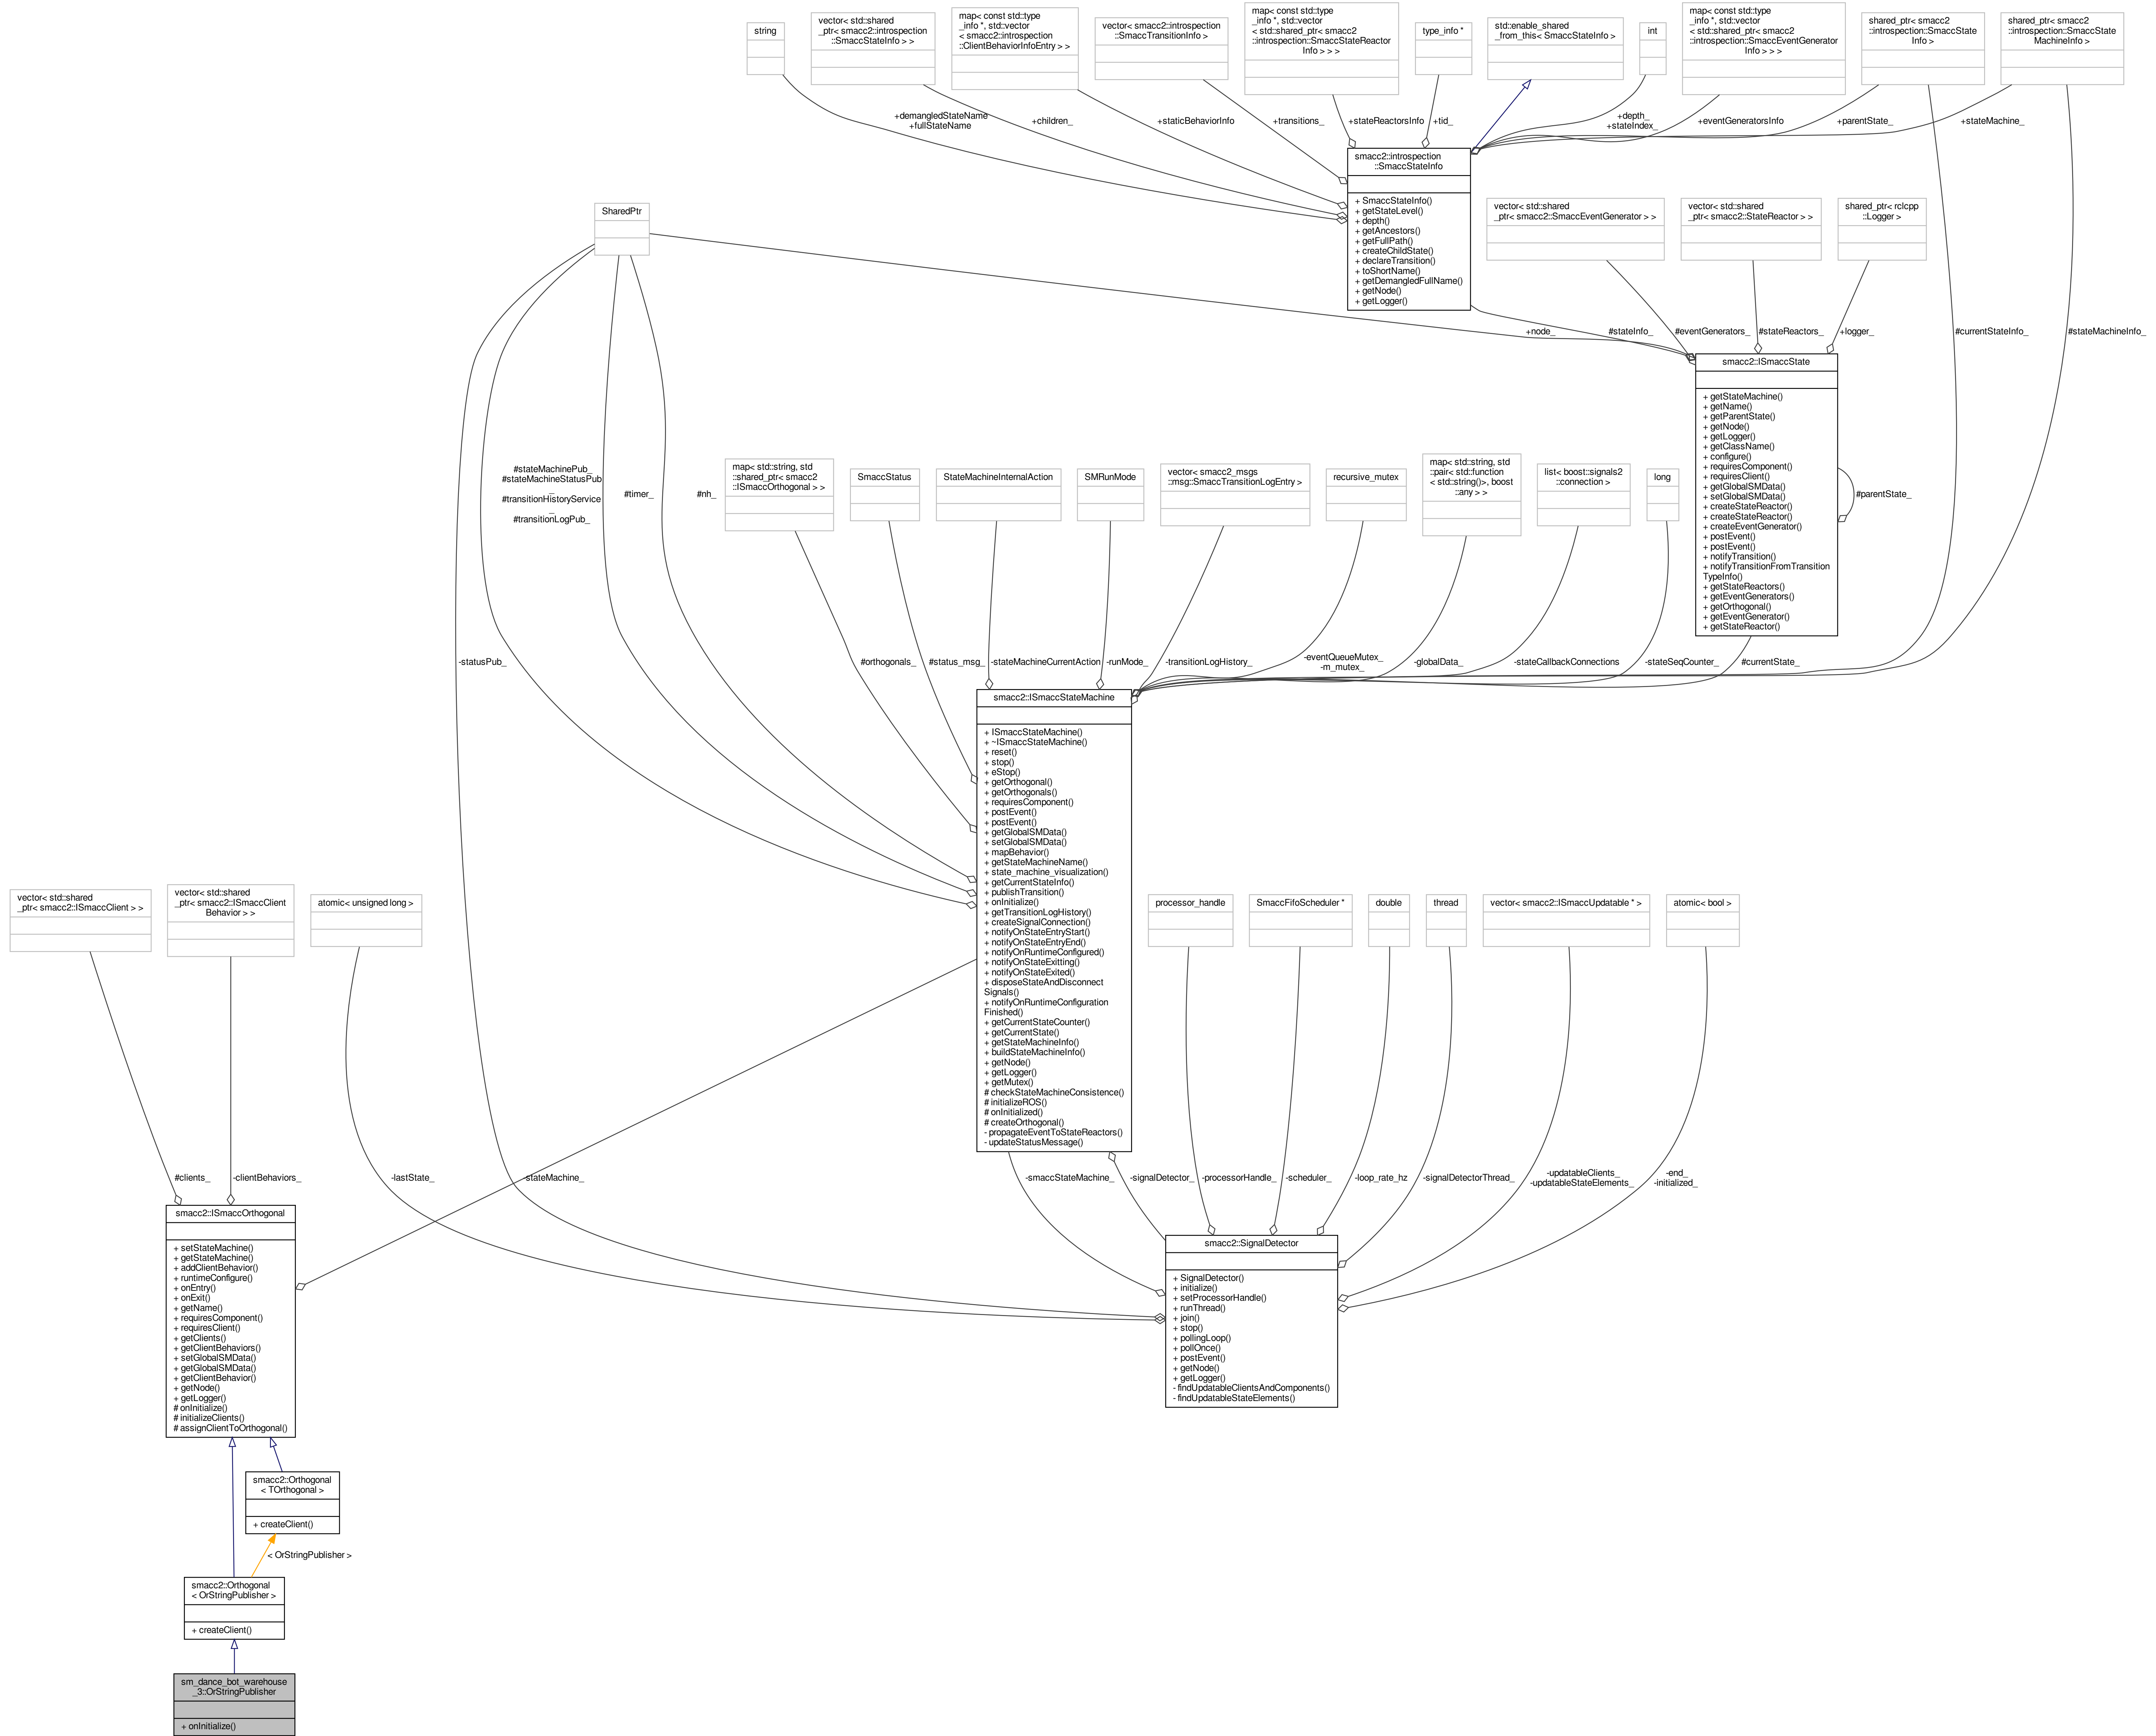 string
vector< std::shared
_ptr< smacc2::introspection
::SmaccStateInfo > >
map< const std::type
_info *, std::vector
< smacc2::introspection
::ClientBehaviorInfoEntry > >
vector< smacc2::introspection
::SmaccTransitionInfo >
map< const std::type
_info *, std::vector
< std::shared_ptr< smacc2
::introspection::SmaccStateReactor
Info > > >
type_info *
std::enable_shared
_from_this< SmaccStateInfo >
int
map< const std::type
_info *, std::vector
< std::shared_ptr< smacc2
::introspection::SmaccEventGenerator
Info > > >
shared_ptr< smacc2
::introspection::SmaccState
Info >
shared_ptr< smacc2
::introspection::SmaccState
MachineInfo >
+demangledStateName
+fullStateName
+children_
+staticBehaviorInfo
+transitions_
+stateReactorsInfo
+tid_
+depth_
+stateIndex_
+eventGeneratorsInfo
+parentState_
+stateMachine_
smacc2::introspection
::SmaccStateInfo
+ SmaccStateInfo()
+ getStateLevel()
+ depth()
+ getAncestors()
+ getFullPath()
+ createChildState()
+ declareTransition()
+ toShortName()
+ getDemangledFullName()
+ getNode()
+ getLogger()
SharedPtr
vector< std::shared
_ptr< smacc2::SmaccEventGenerator > >
vector< std::shared
_ptr< smacc2::StateReactor > >
shared_ptr< rclcpp
::Logger >
+node_
#stateInfo_
#eventGenerators_
#stateReactors_
+logger_
#currentStateInfo_
#stateMachineInfo_
smacc2::ISmaccState
+ getStateMachine()
+ getName()
+ getParentState()
+ getNode()
+ getLogger()
+ getClassName()
+ configure()
+ requiresComponent()
+ requiresClient()
+ getGlobalSMData()
+ setGlobalSMData()
+ createStateReactor()
+ createStateReactor()
+ createEventGenerator()
+ postEvent()
+ postEvent()
+ notifyTransition()
+ notifyTransitionFromTransition
TypeInfo()
+ getStateReactors()
+ getEventGenerators()
+ getOrthogonal()
+ getEventGenerator()
+ getStateReactor()
#parentState_
#stateMachinePub_
#stateMachineStatusPub
_
#transitionHistoryService
_
#transitionLogPub_
#timer_
#nh_
map< std::string, std
::shared_ptr< smacc2
::ISmaccOrthogonal > >
SmaccStatus
StateMachineInternalAction
SMRunMode
vector< smacc2_msgs
::msg::SmaccTransitionLogEntry >
recursive_mutex
map< std::string, std
::pair< std::function
< std::string()>, boost
::any > >
list< boost::signals2
::connection >
long
-statusPub_
#orthogonals_
#status_msg_
-stateMachineCurrentAction
-runMode_
-transitionLogHistory_
-eventQueueMutex_
-m_mutex_
-globalData_
-stateCallbackConnections
-stateSeqCounter_
#currentState_
smacc2::ISmaccStateMachine
+ ISmaccStateMachine()
+ ~ISmaccStateMachine()
+ reset()
+ stop()
+ eStop()
+ getOrthogonal()
+ getOrthogonals()
+ requiresComponent()
+ postEvent()
+ postEvent()
+ getGlobalSMData()
+ setGlobalSMData()
+ mapBehavior()
+ getStateMachineName()
+ state_machine_visualization()
+ getCurrentStateInfo()
+ publishTransition()
+ onInitialize()
+ getTransitionLogHistory()
+ createSignalConnection()
+ notifyOnStateEntryStart()
+ notifyOnStateEntryEnd()
+ notifyOnRuntimeConfigured()
+ notifyOnStateExitting()
+ notifyOnStateExited()
+ disposeStateAndDisconnect
Signals()
+ notifyOnRuntimeConfiguration
Finished()
+ getCurrentStateCounter()
+ getCurrentState()
+ getStateMachineInfo()
+ buildStateMachineInfo()
+ getNode()
+ getLogger()
+ getMutex()
# checkStateMachineConsistence()
# initializeROS()
# onInitialized()
# createOrthogonal()
- propagateEventToStateReactors()
- updateStatusMessage()
vector< std::shared
_ptr< smacc2::ISmaccClient > >
vector< std::shared
_ptr< smacc2::ISmaccClient
Behavior > >
atomic< unsigned long >
processor_handle
SmaccFifoScheduler *
double
thread
vector< smacc2::ISmaccUpdatable * >
atomic< bool >
#clients_
-clientBehaviors_
-lastState_
-stateMachine_
-smaccStateMachine_
-signalDetector_
-processorHandle_
-scheduler_
-loop_rate_hz
-signalDetectorThread_
-updatableClients_
-updatableStateElements_
-end_
-initialized_
smacc2::ISmaccOrthogonal
+ setStateMachine()
+ getStateMachine()
+ addClientBehavior()
+ runtimeConfigure()
+ onEntry()
+ onExit()
+ getName()
+ requiresComponent()
+ requiresClient()
+ getClients()
+ getClientBehaviors()
+ setGlobalSMData()
+ getGlobalSMData()
+ getClientBehavior()
+ getNode()
+ getLogger()
# onInitialize()
# initializeClients()
# assignClientToOrthogonal()
smacc2::SignalDetector
+ SignalDetector()
+ initialize()
+ setProcessorHandle()
+ runThread()
+ join()
+ stop()
+ pollingLoop()
+ pollOnce()
+ postEvent()
+ getNode()
+ getLogger()
- findUpdatableClientsAndComponents()
- findUpdatableStateElements()
smacc2::Orthogonal
< TOrthogonal >
+ createClient()
< OrStringPublisher >
smacc2::Orthogonal
< OrStringPublisher >
+ createClient()
sm_dance_bot_warehouse
_3::OrStringPublisher
+ onInitialize()